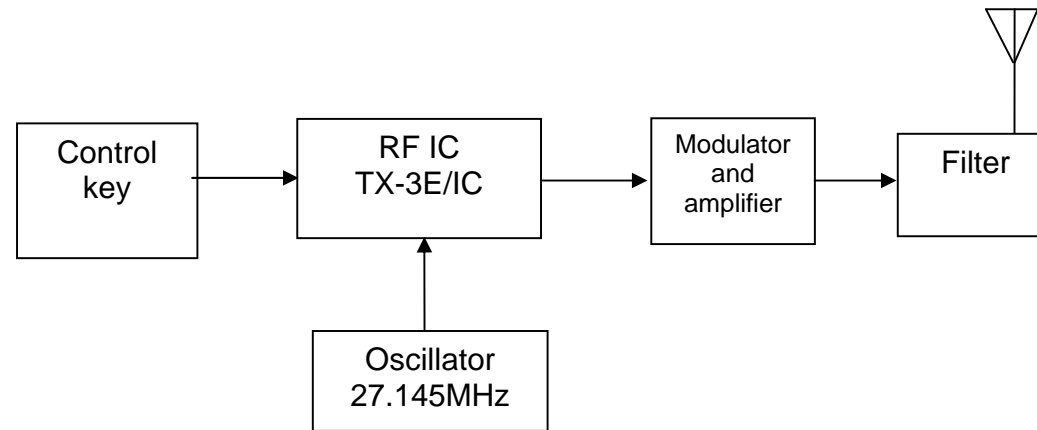 Control
key
RF IC
TX-3E/IC
Modulator
and
amplifier
Filter
Oscillator
27.145MHz